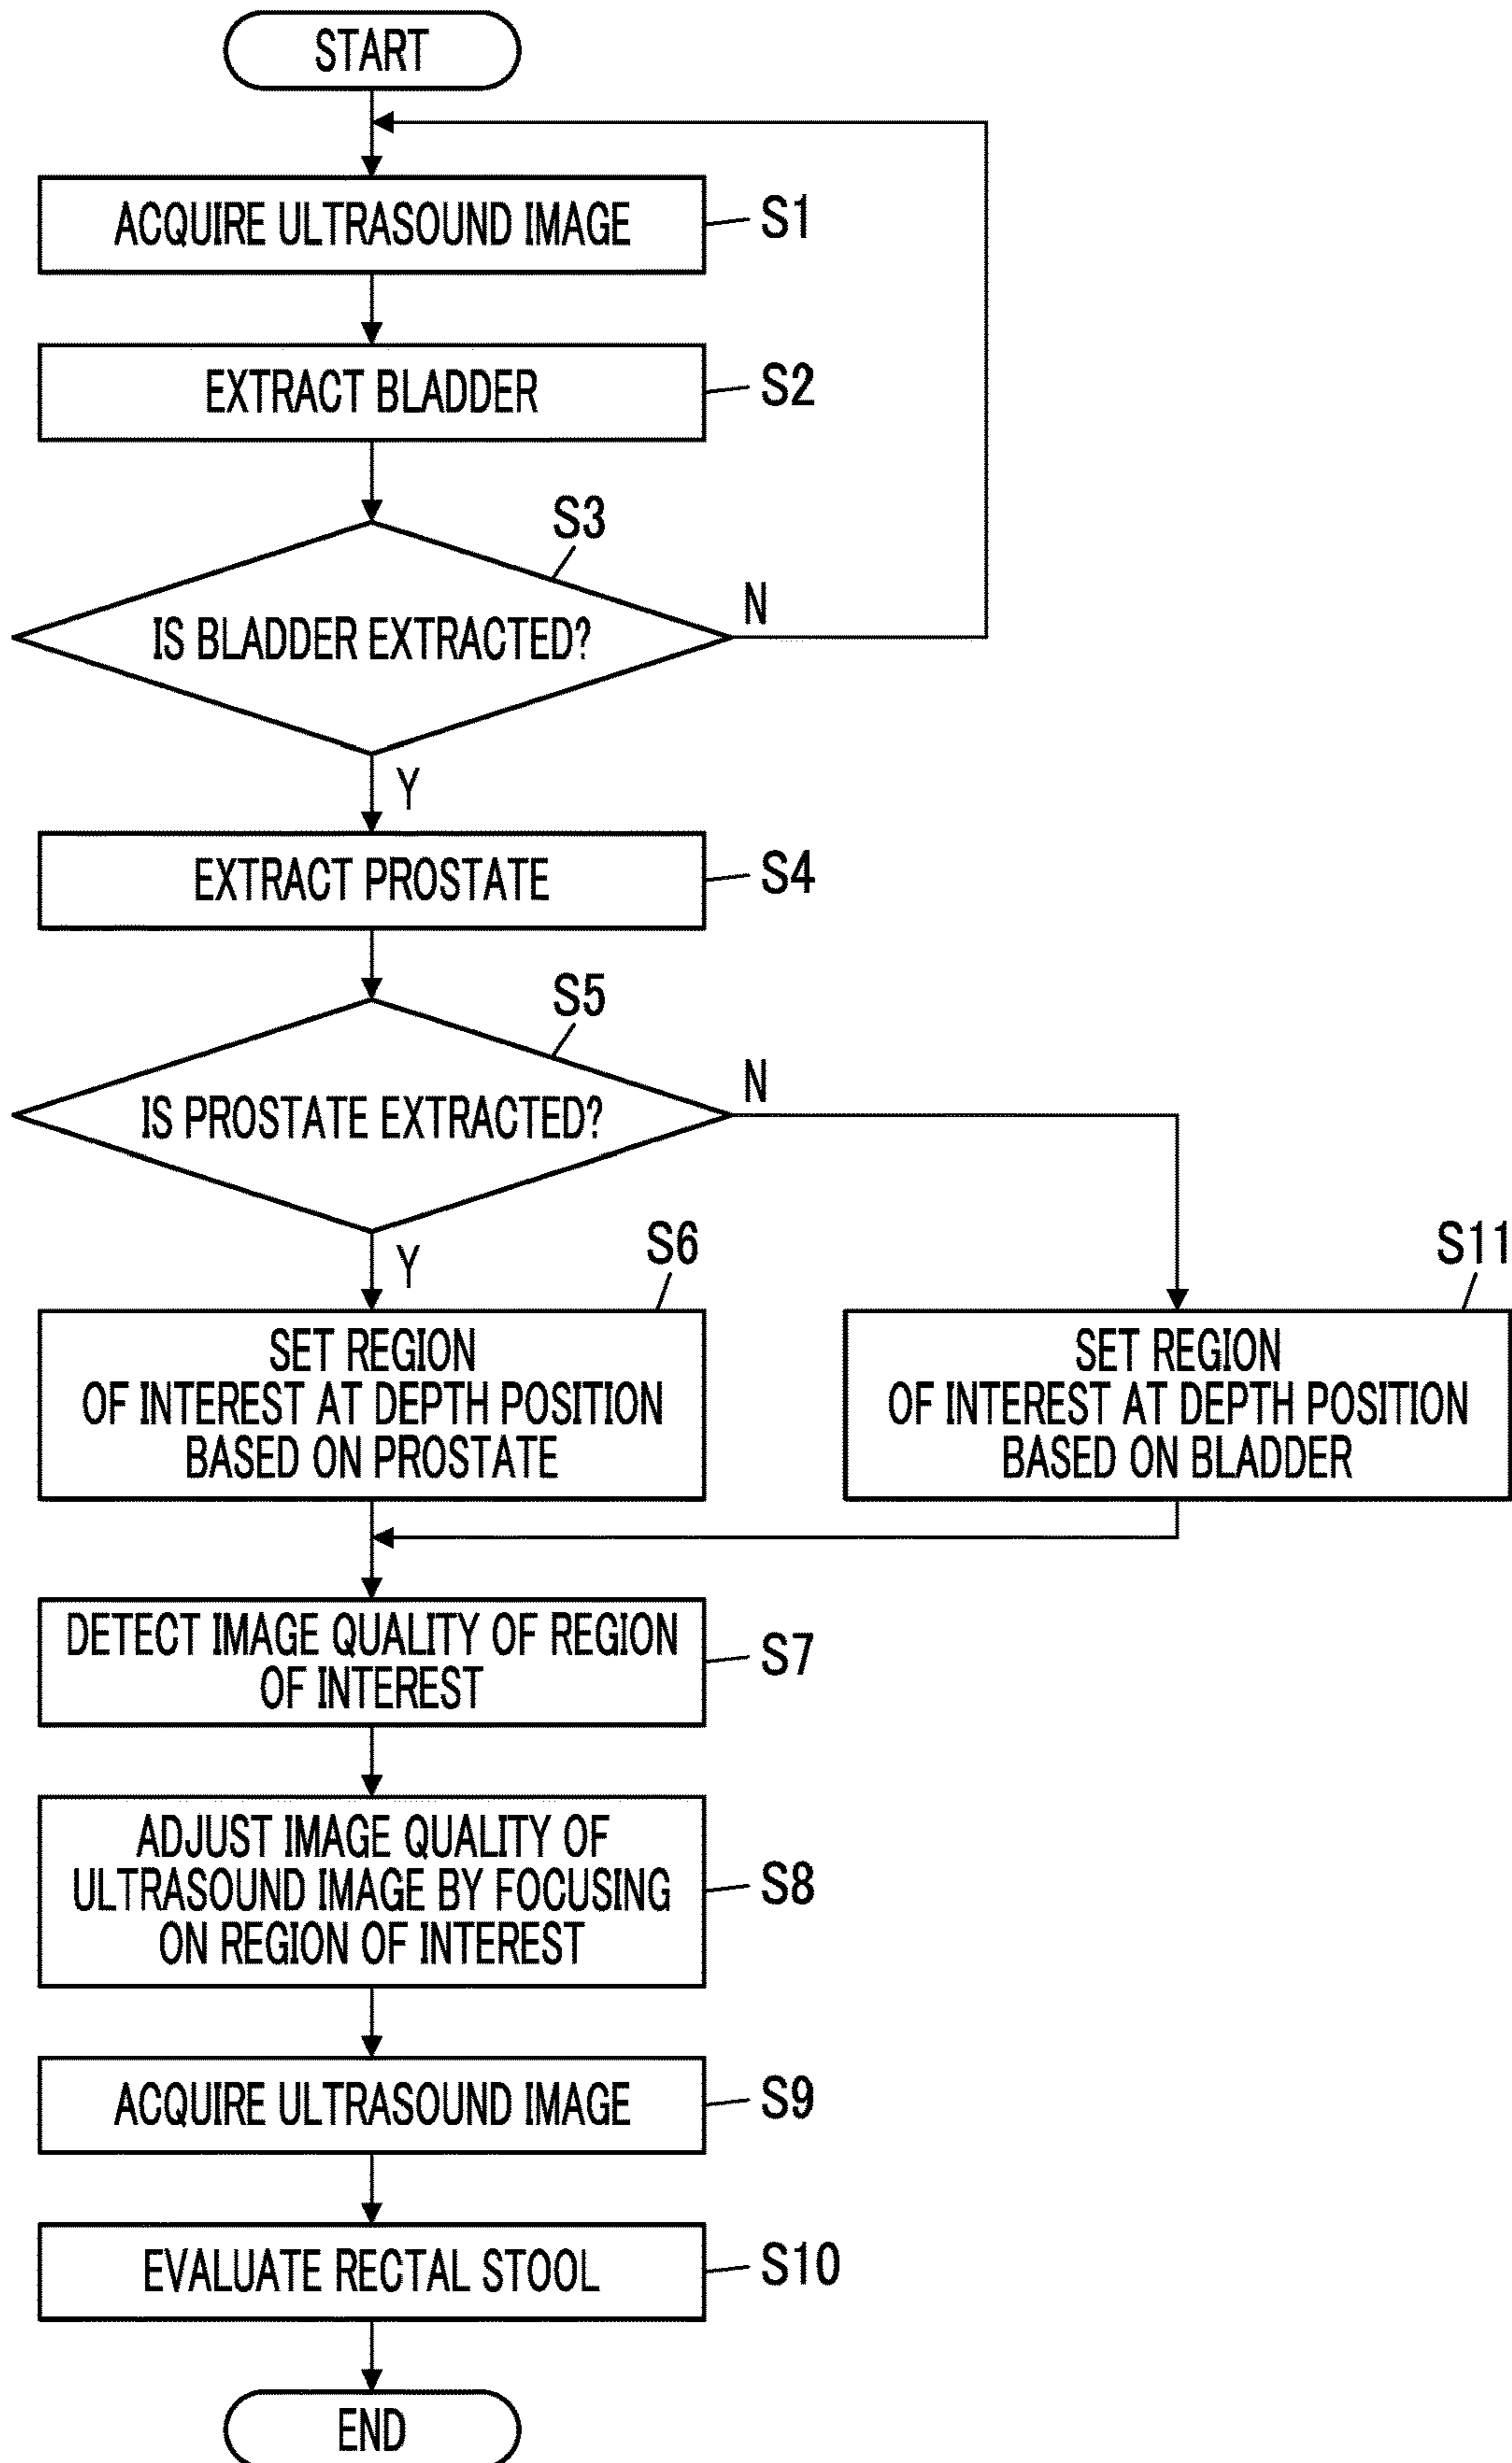 START
ACQUIRE ULTRASOUND IMAGE
S1
EXTRACT BLADDER
S2
S3
IS BLADDER EXTRACTED?
N
Y
EXTRACT PROSTATE
S4
S5
IS PROSTATE EXTRACTED?
N
Y
S6
SET REGION
OF INTEREST AT DEPTH POSITION
BASED ON PROSTATE
S11
SET REGION
OF INTEREST AT DEPTH POSITION
BASED ON BLADDER
DETECT IMAGE QUALITY OF REGION
OF INTEREST
S7
ADJUST IMAGE QUALITY OF
ULTRASOUND IMAGE BY FOCUSING
ON REGION OF INTEREST
S8
ACQUIRE ULTRASOUND IMAGE
S9
EVALUATE RECTAL STOOL
S10
END